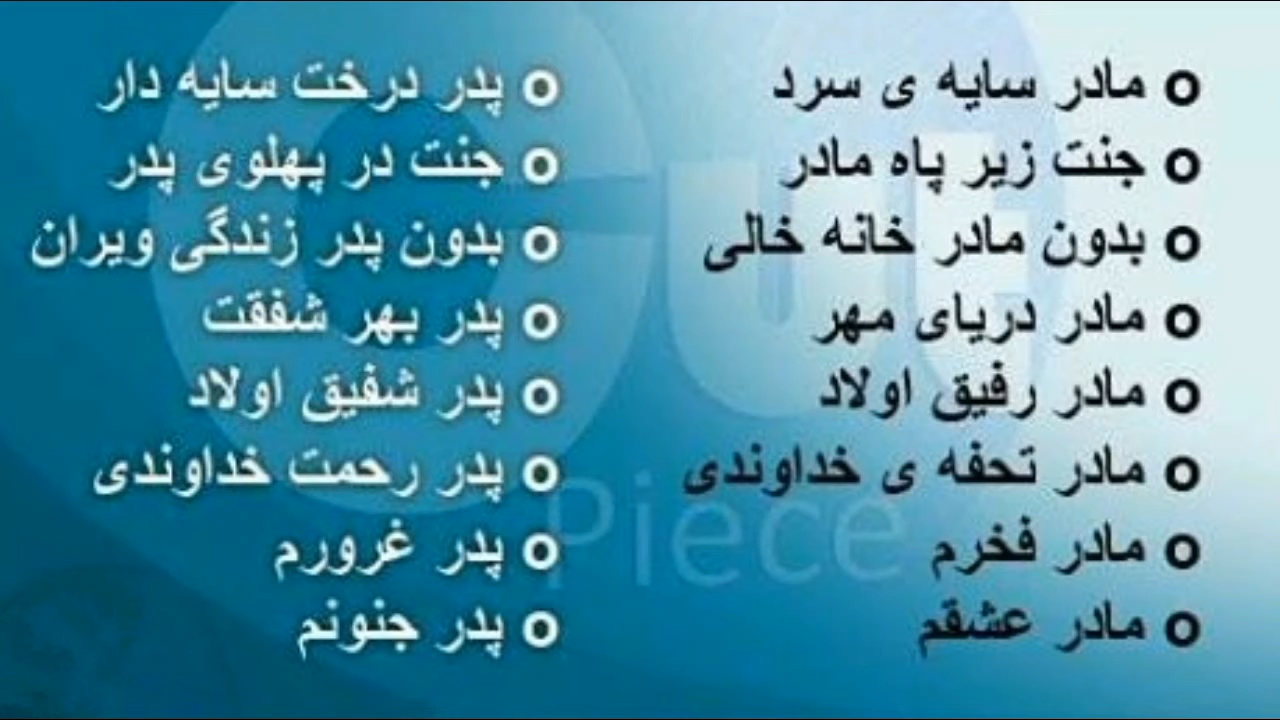 مادر سایه ی سرد
جنت زیر پاه مادر
بدون مادر خانه خالی
مادر دریای مهر
مادر رفیق اولاد
مادر تحفه ی خداوندی
مادر فخرم
مادر عشقم
پدر درخت سایه دار
جنت در پهلوی پدر
بدون پدر زندگی ویران
پدر بهر شفقت
پدر شفیق اولاد
پدر رحمت خداوندی
پدر غرورم
پدر جنونم
Cut
Piece